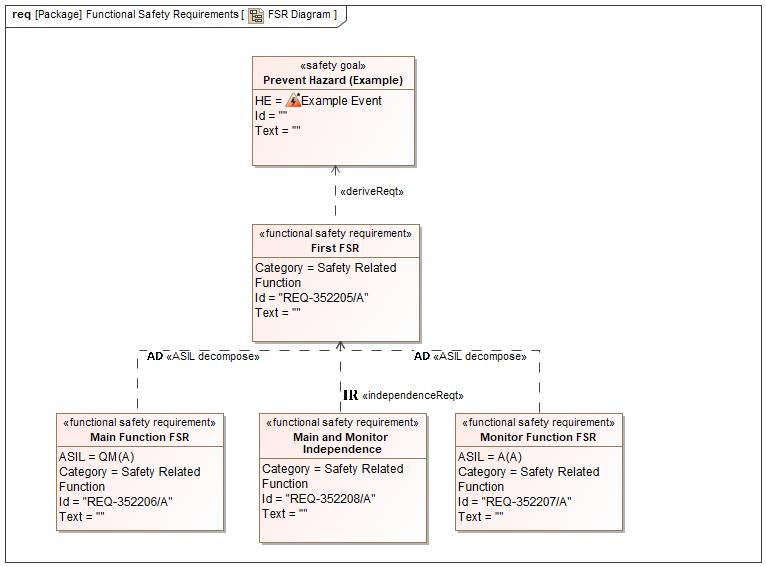 req [Package] Functional Safety Requirements [ FSR Diagram ]
«safety goal»
Prevent Hazard (Example)
HE = Example Event
Id = ""
Text = ""
«deriveReqt»
«functional safety requirement»
First FSR
Category = Safety Related
Function
Id = "REQ-352205/A"
Text = ""
AD «ASIL decompose»
AD «ASIL decompose»
IR «independenceReqt»
«functional safety requirement»
Main Function FSR
ASIL = QM(A)
Category = Safety Related
Function
Id = "REQ-352206/A"
Text = ""
«functional safety requirement»
Main and Monitor
Independence
Category = Safety Related
Function
Id = "REQ-352208/A"
Text = ""
«functional safety requirement»
Monitor Function FSR
ASIL = A(A)
Category = Safety Related
Function
Id = "REQ-352207/A"
Text = ""